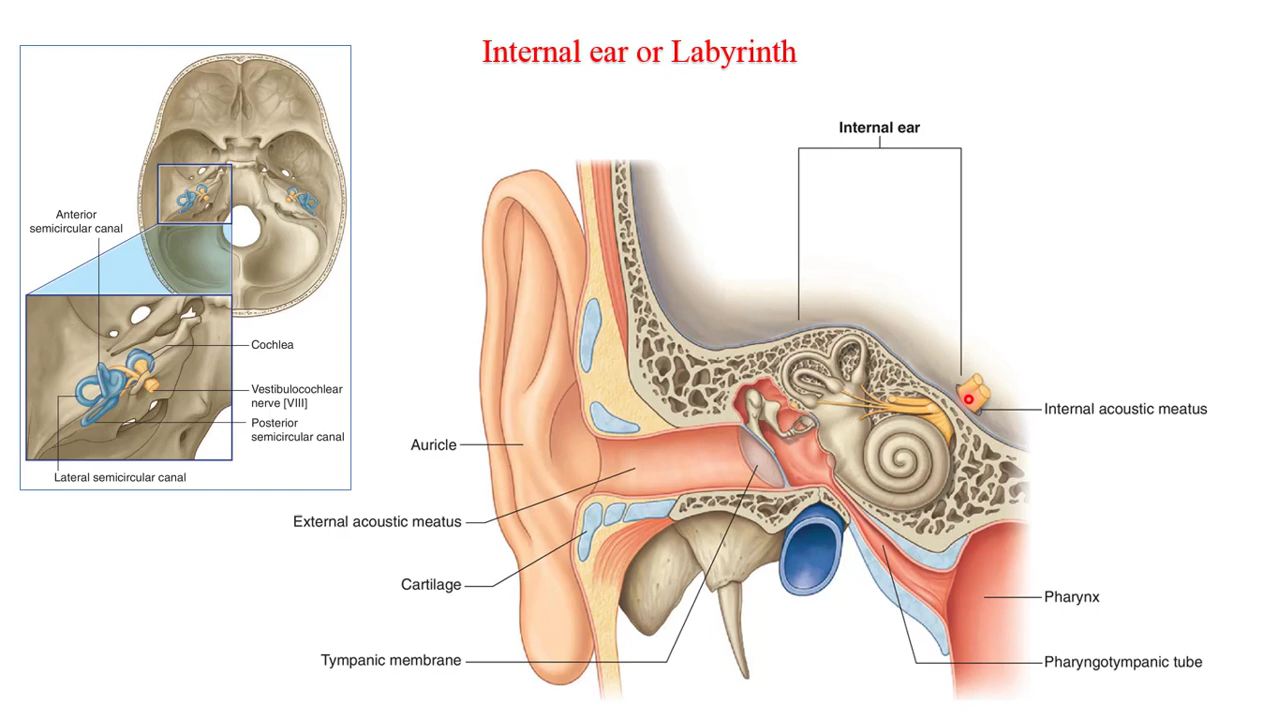 Internal ear or Labyrinth
Anterior
semicircular canal
Cochlea
Vestibulocochlear
nerve [VIII]
Posterior
semicircular canal
Lateral semicircular canal
Internal ear
Internal acoustic meatus
Auricle
External acoustic meatus
Cartilage
Tympanic membrane
Pharynx
Pharyngotympanic tube